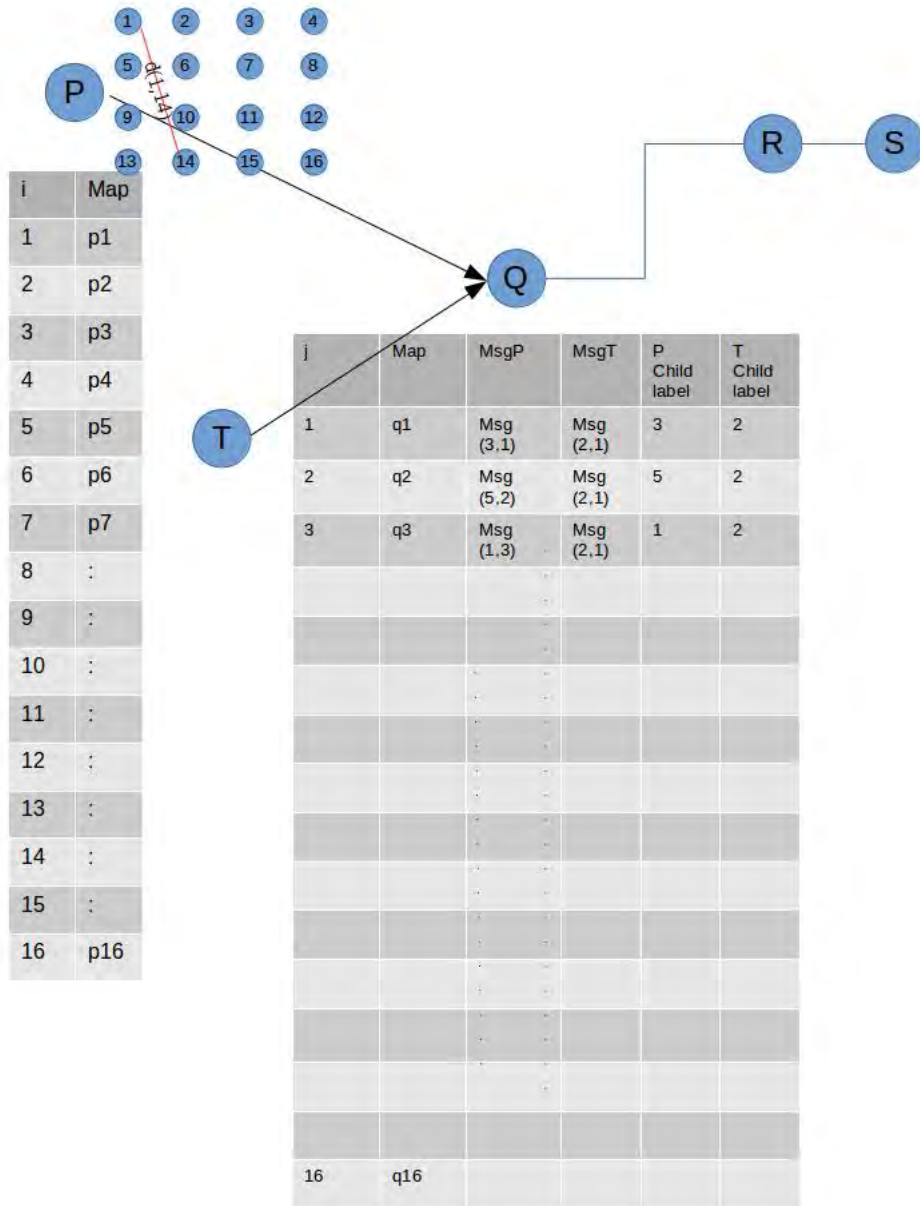 1 2 3 4
5 6 7 8
9 10 11 12
13 14 15 16
d(1,14)
P
R
S
Q
T
i Map
1 p1
2 p2
3 p3
4 p4
5 p5
6 p6
7 p7
8 :
9 :
10 :
11 :
12 :
13 :
14 :
15 :
16 p16
j Map MsgP MsgT P Child label T Child label
1 q1 Msg (3,1) Msg (2,1) 3 2
2 q2 Msg (5,2) Msg (2,1) 5 2
3 q3 Msg (1,3) Msg (2,1) 1 2
16 q16